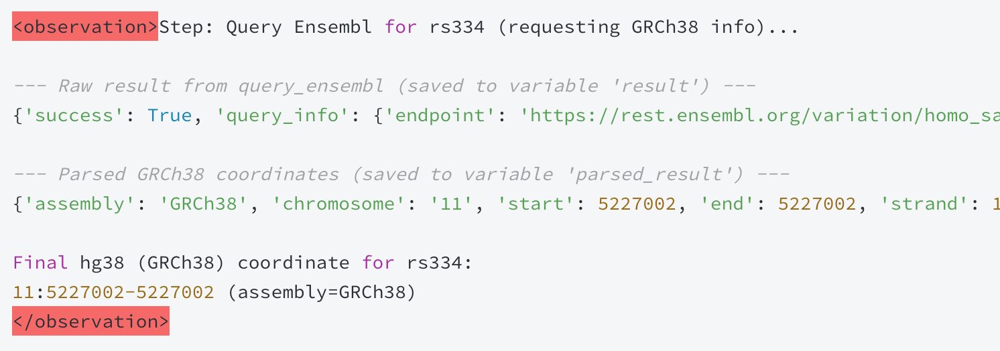 <observation>Step: Query Ensembl for rs334 (requesting GRCh38 info)...
--- Raw result from query_ensembl (saved to variable 'result') ---
{'success': True, 'query_info': {'endpoint': 'https://rest.ensembl.org/variation/homo_sa
--- Parsed GRCh38 coordinates (saved to variable 'parsed_result') ---
{'assembly': 'GRCh38', 'chromosome': '11', 'start': 5227002, 'end': 5227002, 'strand': 1
Final hg38 (GRCh38) coordinate for rs334:
11:5227002-5227002 (assembly=GRCh38)
</observation>